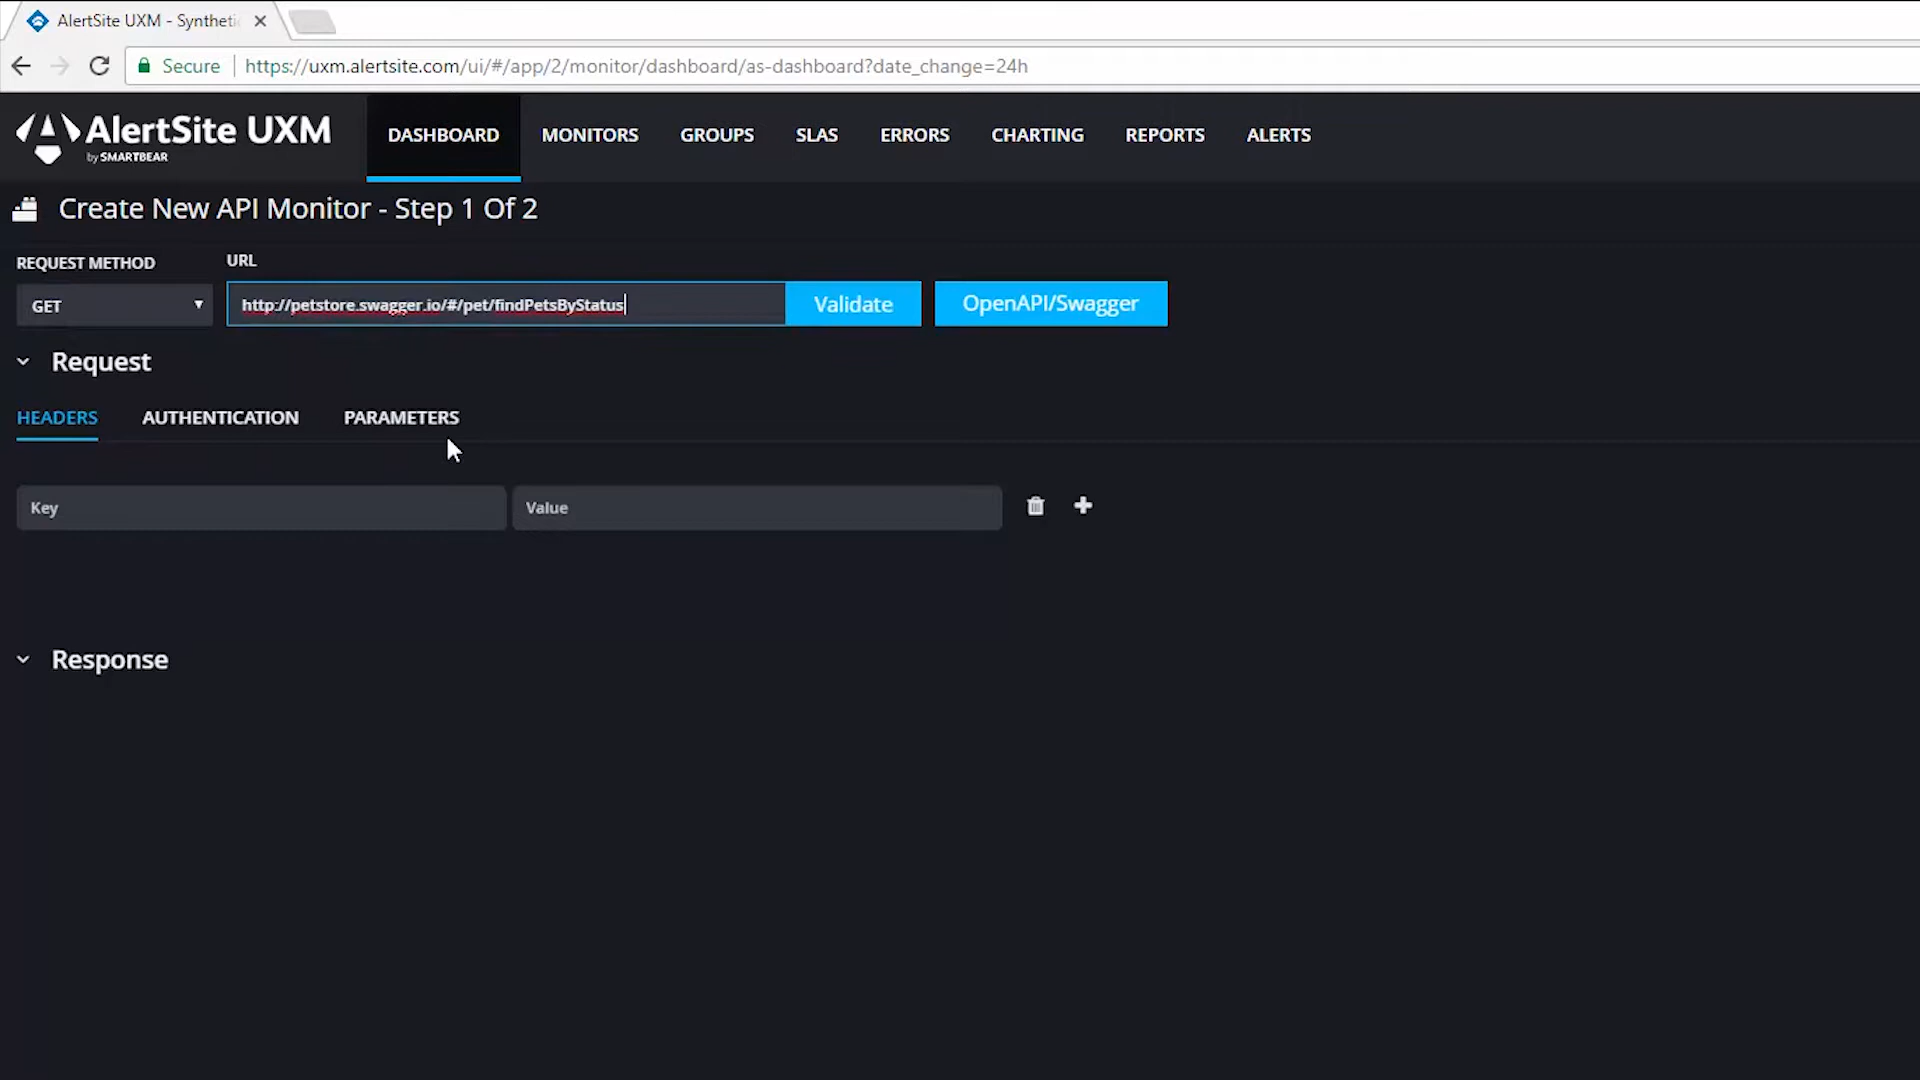 AlertSite UXM - Syntheti
Secure
https://uxm.alertsite.com/ui/#/app/2/monitor/dashboard/as-dashboard?date_change=24h
AlertSite UXM
by SMARTBEAR
DASHBOARD
MONITORS
GROUPS
SLAS
ERRORS
CHARTING
REPORTS
ALERTS
Create New API Monitor - Step 1 Of 2
REQUEST METHOD
URL
GET
http://petstore.swagger.io/#/pet/findPetsByStatus
Validate
OpenAPI/Swagger
Request
HEADERS
AUTHENTICATION
PARAMETERS
Key
Value
Response